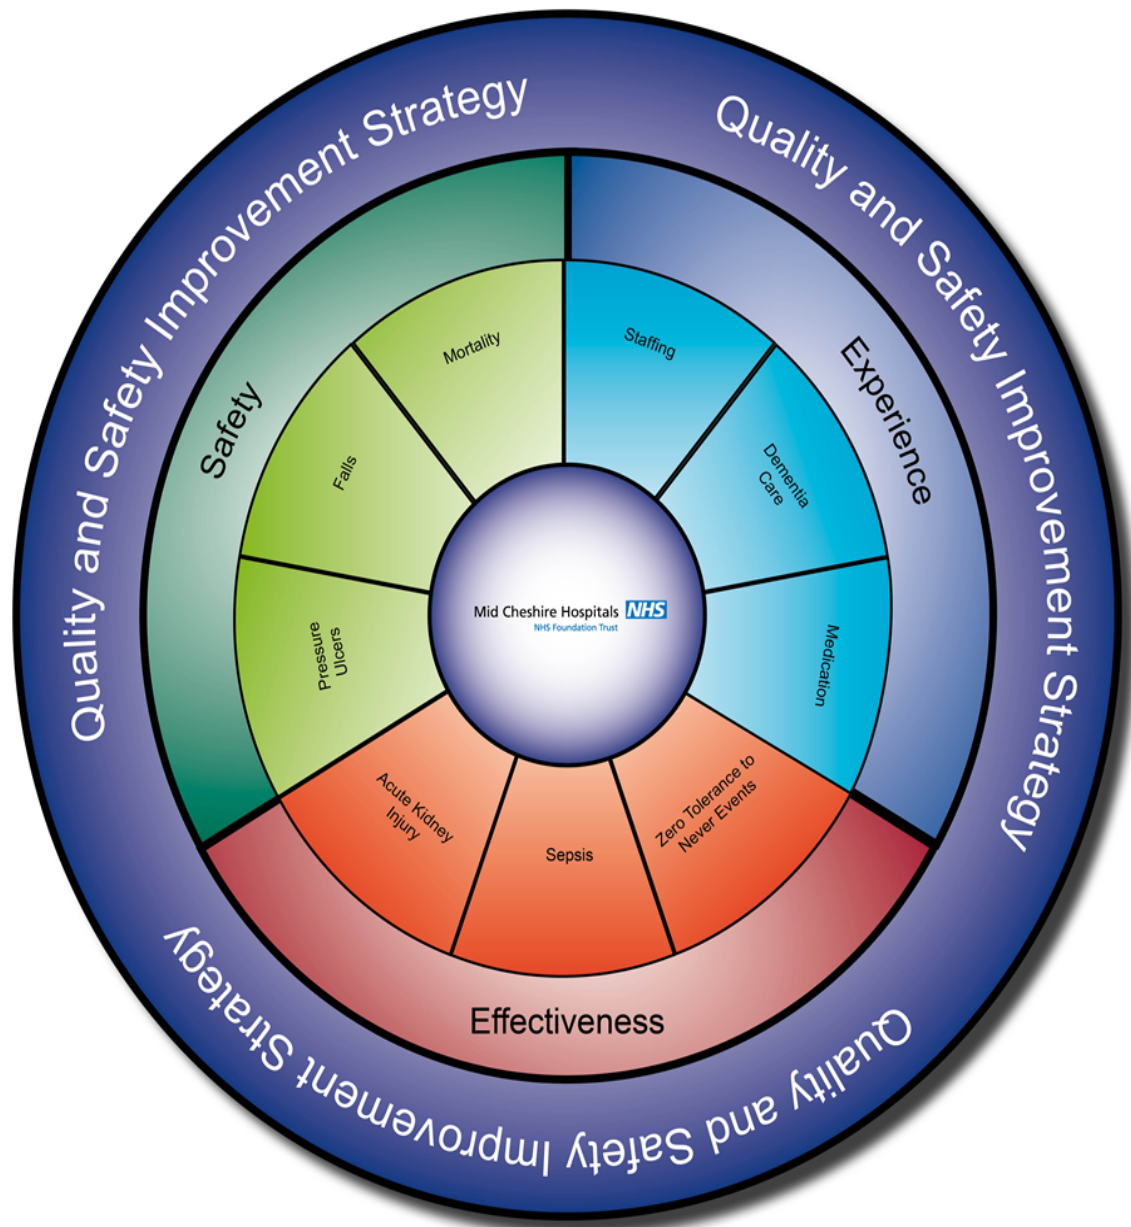 Quality and Safety Improvement Strategy
Quality and Safety Improvement Strategy
Quality and Safety Improvement Strategy
Safety
Experience
Effectiveness
Mortality
Falls
Pressure
Ulcers
Staffing
Dementia
Care
Medication
Acute Kidney
Injury
Sepsis
Zero Tolerance to
Never Events
Mid Cheshire Hospitals NHS
NHS Foundation Trust